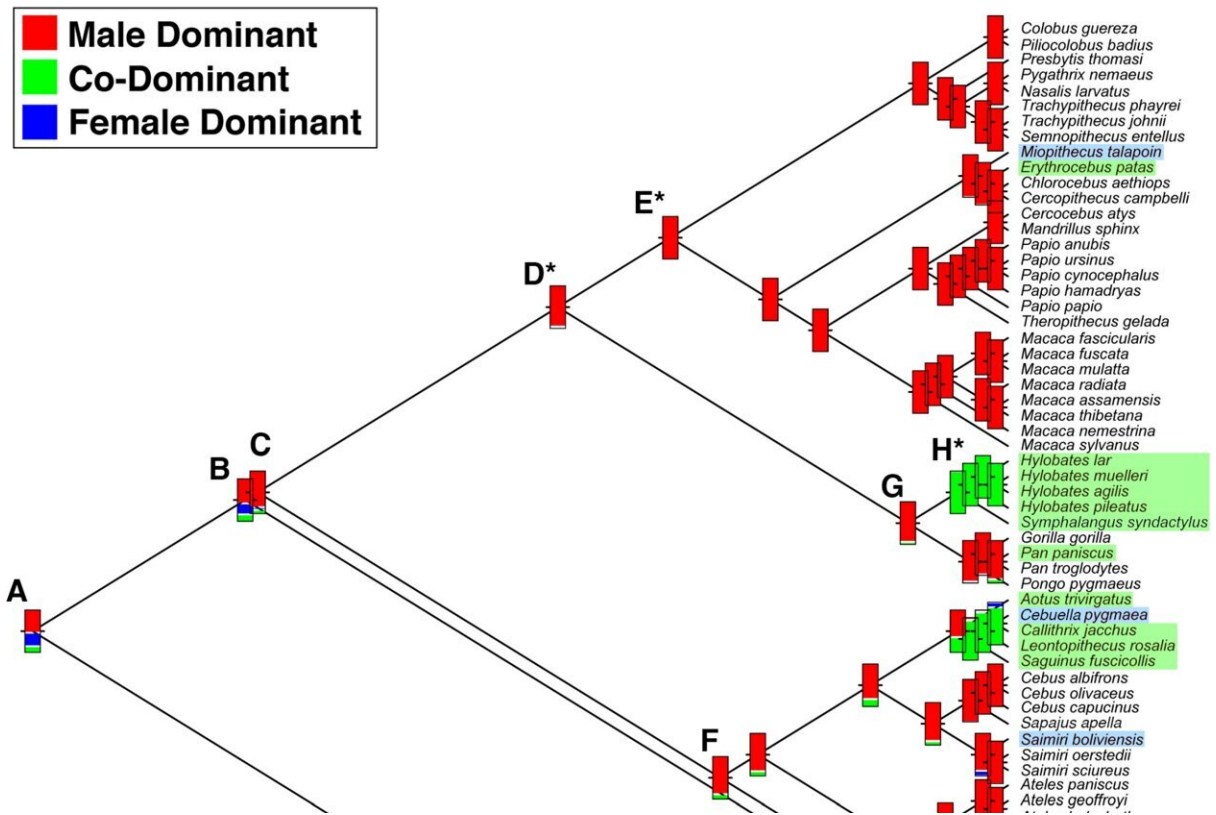 Male Dominant
Co-Dominant
Female Dominant
A
B
C
D*
E*
F
G
H*
Colobus guereza
Piliocolobus badius
Presbytis thomasi
Pygathrix nemaeus
Nasalis larvatus
Trachypithecus phayrei
Trachypithecus johnii
Semnopithecus entellus
Miopithecus talapoin
Erythrocebus patas
Chlorocebus aethiops
Cercopithecus campbelli
Cercocebus atys
Mandrillus sphinx
Papio anubis
Papio ursinus
Papio cynocephalus
Papio hamadryas
Papio papio
Theropithecus gelada
Macaca fascicularis
Macaca fuscata
Macaca mulatta
Macaca radiata
Macaca assamensis
Macaca thibetana
Macaca nemestrina
Macaca sylvanus
Hylobates lar
Hylobates muelleri
Hylobates agilis
Hylobates pileatus
Symphalangus syndactylus
Gorilla gorilla
Pan paniscus
Pan troglodytes
Pongo pygmaeus
Aotus trivirgatus
Cebuella pygmaea
Callithrix jacchus
Leontopithecus rosalia
Saguinus fuscicollis
Cebus albifrons
Cebus olivaceus
Cebus capucinus
Sapajus apella
Saimiri boliviensis
Saimiri oerstedii
Saimiri sciureus
Ateles paniscus
Ateles geoffroyi